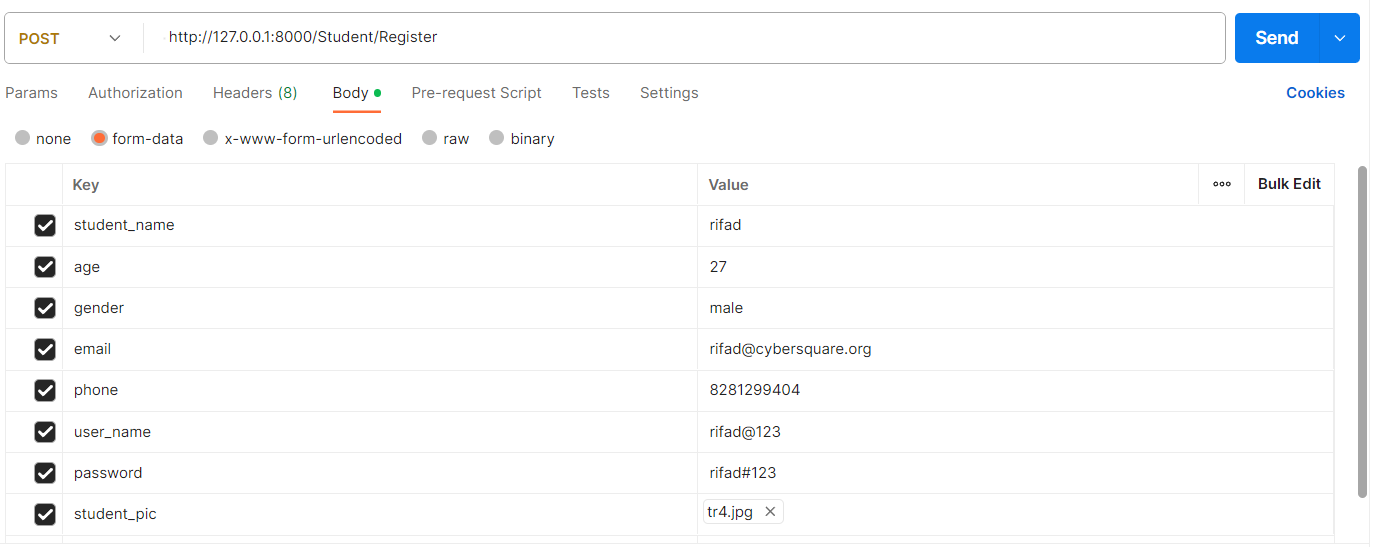 POST http://127.0.0.1:8000/Student/Register Send
Params Authorization Headers (8) Body Pre-request Script Tests Settings Cookies
none form-data x-www-form-urlencoded raw binary
Key Value Bulk Edit
student_name rifad
age 27
gender male
email rifad@cybersquare.org
phone 8281299404
user_name rifad@123
password rifad#123
student_pic tr4.jpg